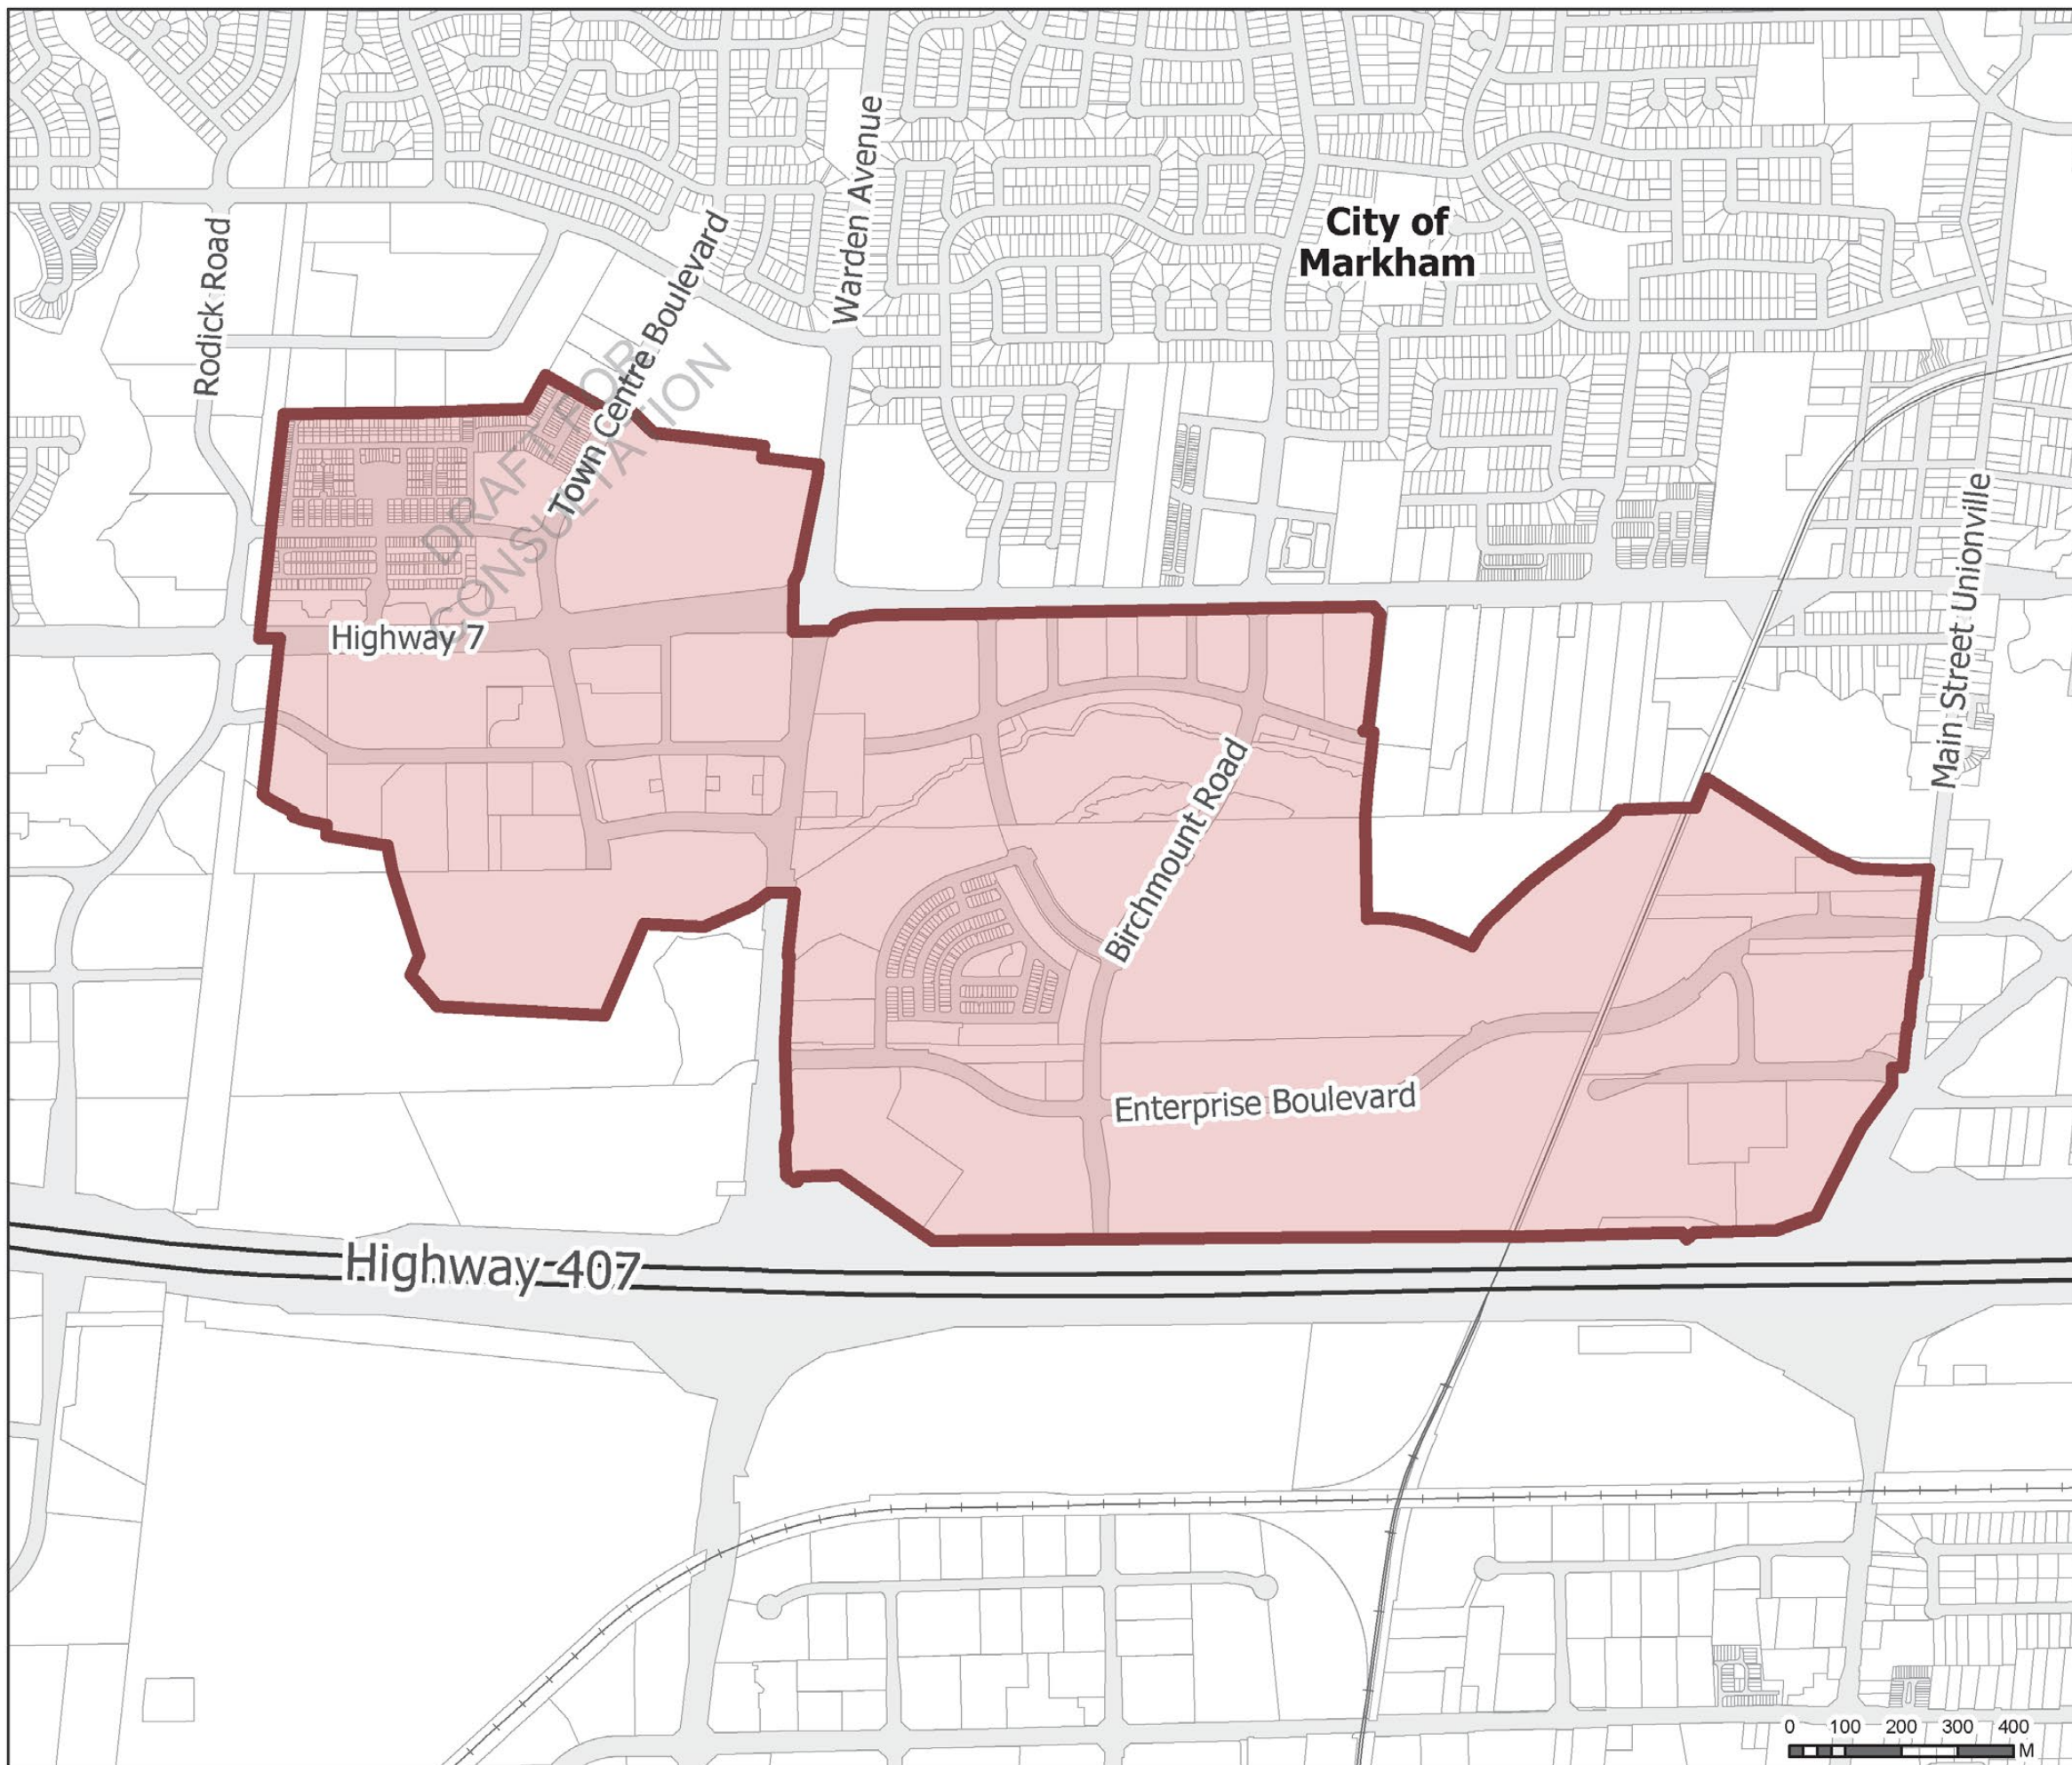 Warden Avenue
City of
Markham
Rodick Road
Town Centre Boulevard
DRAFT FOR
CONSULTATION
Main Street Unionville
Highway 7
Birchmount Road
Enterprise Boulevard
Highway 407
0 100 200 300 400
M